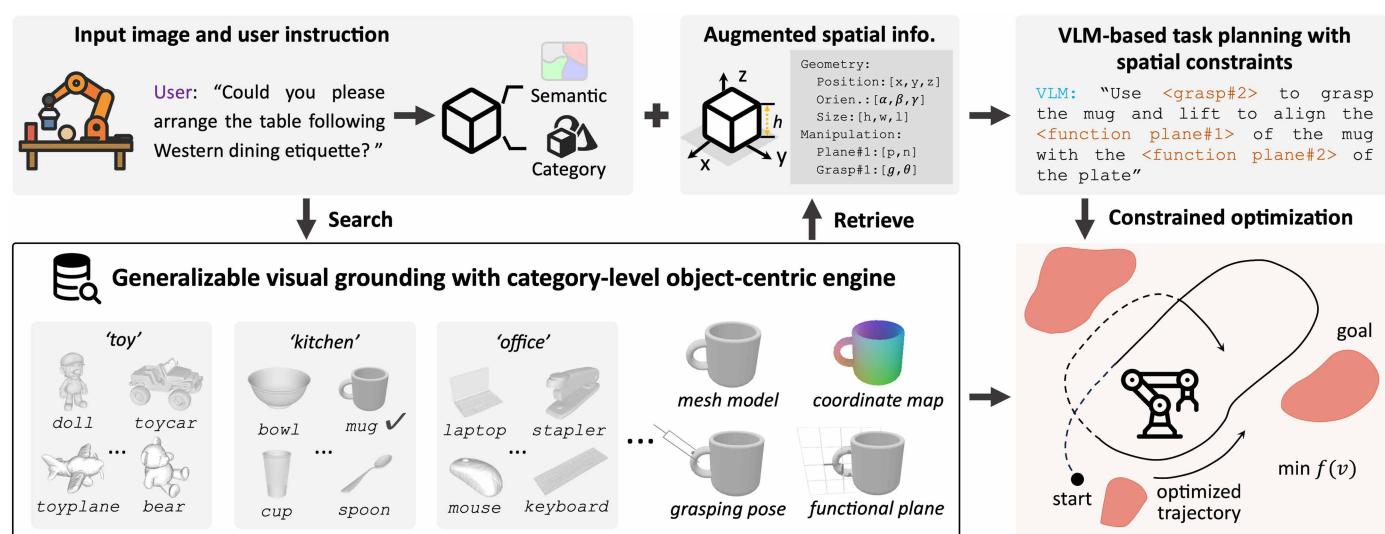 Input image and user instruction
User: “Could you please
arrange the table following
Western dining etiquette? ”
Semantic
Category
Augmented spatial info.
z
h
x
y
Geometry:
Position:[x,y,z]
Orien.:[α,β,γ]
Size:[h,w,l]
Manipulation:
Plane#1:[p,n]
Grasp#1:[g,θ]
VLM-based task planning with
spatial constraints
VLM: “Use <grasp#2> to grasp
the mug and lift to align the
<function plane#1> of the mug
with the <function plane#2> of
the plate”
Search
Retrieve
Constrained optimization
Generalizable visual grounding with category-level object-centric engine
‘toy’
doll
toycar
...
toyplane
bear
‘kitchen’
bowl
mug
...
cup
spoon
‘office’
laptop
stapler
...
mouse
keyboard
...
mesh model
coordinate map
grasping pose
functional plane
goal
min f(v)
start
optimized
trajectory